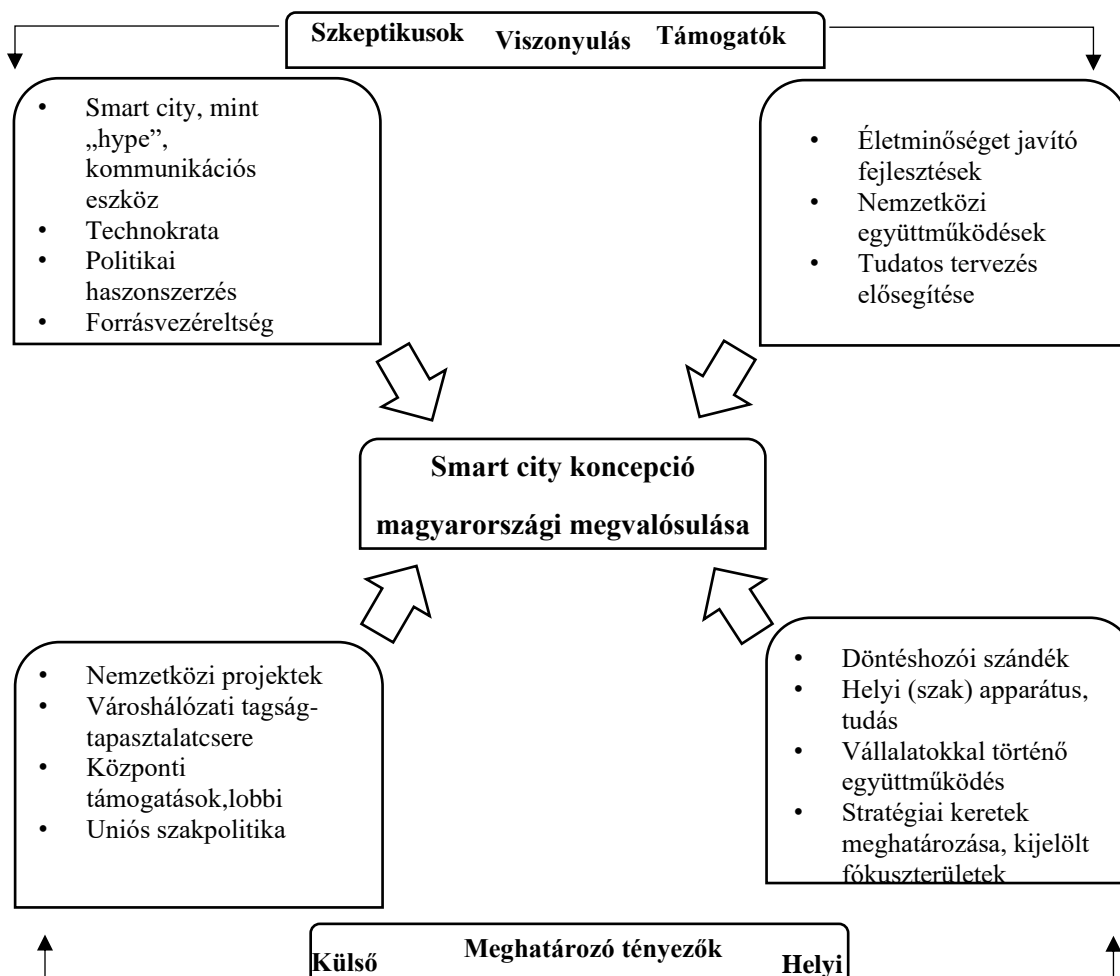 Szkeptikusok Viszonyulás Támogatók
• Smart city, mint
„hype”,
kommunikációs
eszköz
• Technokrata
• Politikai
haszonszerzés
• Forrásvezéreltség
• Életminőséget javító
fejlesztések
• Nemzetközi
együttműködések
• Tudatos tervezés
elősegítése
Smart city koncepció
magyarországi megvalósulása
• Nemzetközi projektek
• Városhálózati tagság-
tapasztalatcsere
• Központi
támogatások,lobbi
• Uniós szakpolitika
• Döntéshozói szándék
• Helyi (szak) apparátus,
tudás
• Vállalatokkal történő
együttműködés
• Stratégiai keretek
meghatározása, kijelölt
fókuszterületek
Külső Meghatározó tényezők Helyi